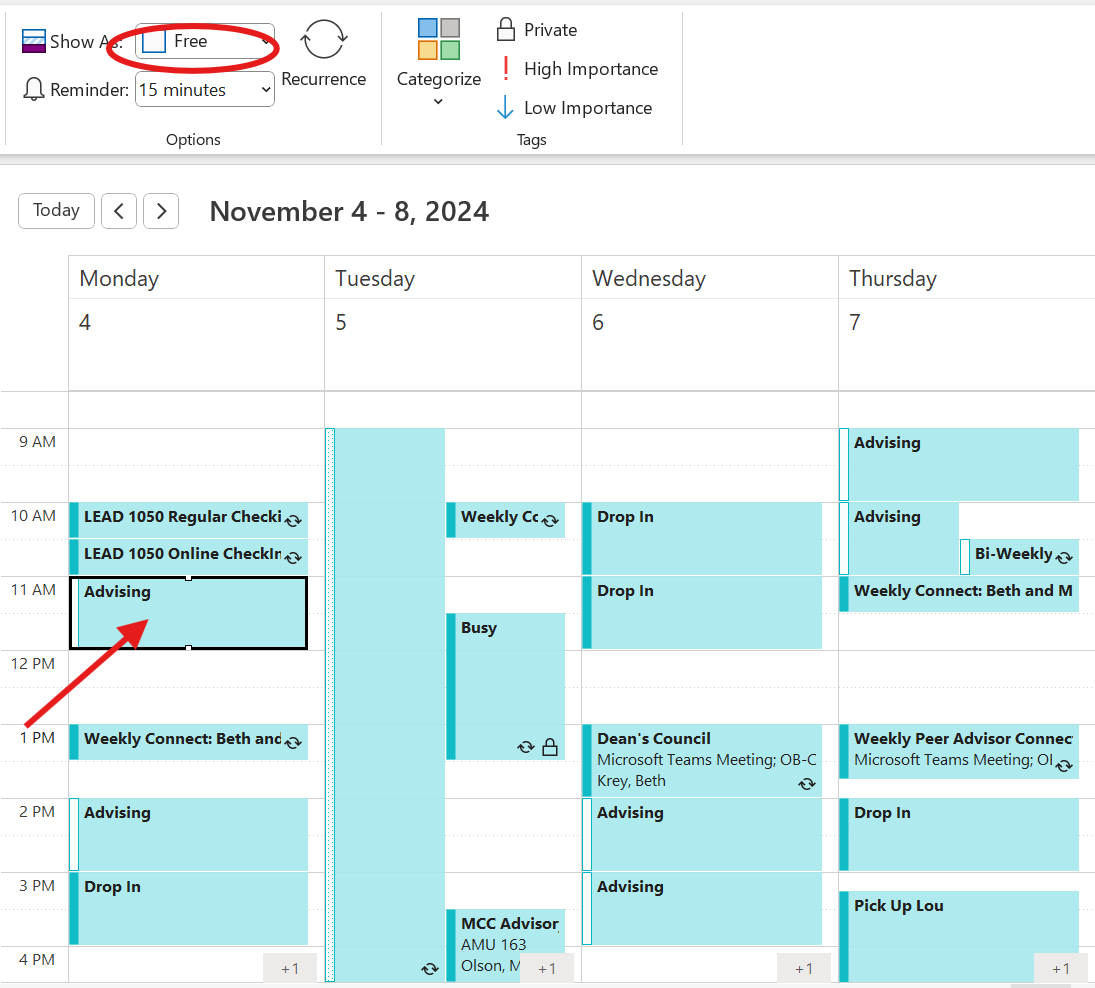 Show As:
Free
Reminder:
15 minutes
Recurrence
Options
Categorize
Private
High Importance
Low Importance
Tags
Today
November 4 - 8, 2024
Monday
Tuesday
Wednesday
Thursday
4
5
6
7
9 AM
10 AM
11 AM
12 PM
1 PM
2 PM
3 PM
4 PM
LEAD 1050 Regular Checki
LEAD 1050 Online CheckIn
Advising
Weekly Connect: Beth and
Advising
Drop In
+1
Weekly Co
Busy
MCC Advisor
AMU 163
Olson, M
+1
Drop In
Drop In
Dean's Council
Microsoft Teams Meeting; OB-C
Krey, Beth
Advising
Advising
+1
Advising
Advising
Bi-Weekly
Weekly Connect: Beth and M
Weekly Peer Advisor Connec
Microsoft Teams Meeting; OI
Drop In
Pick Up Lou
+1